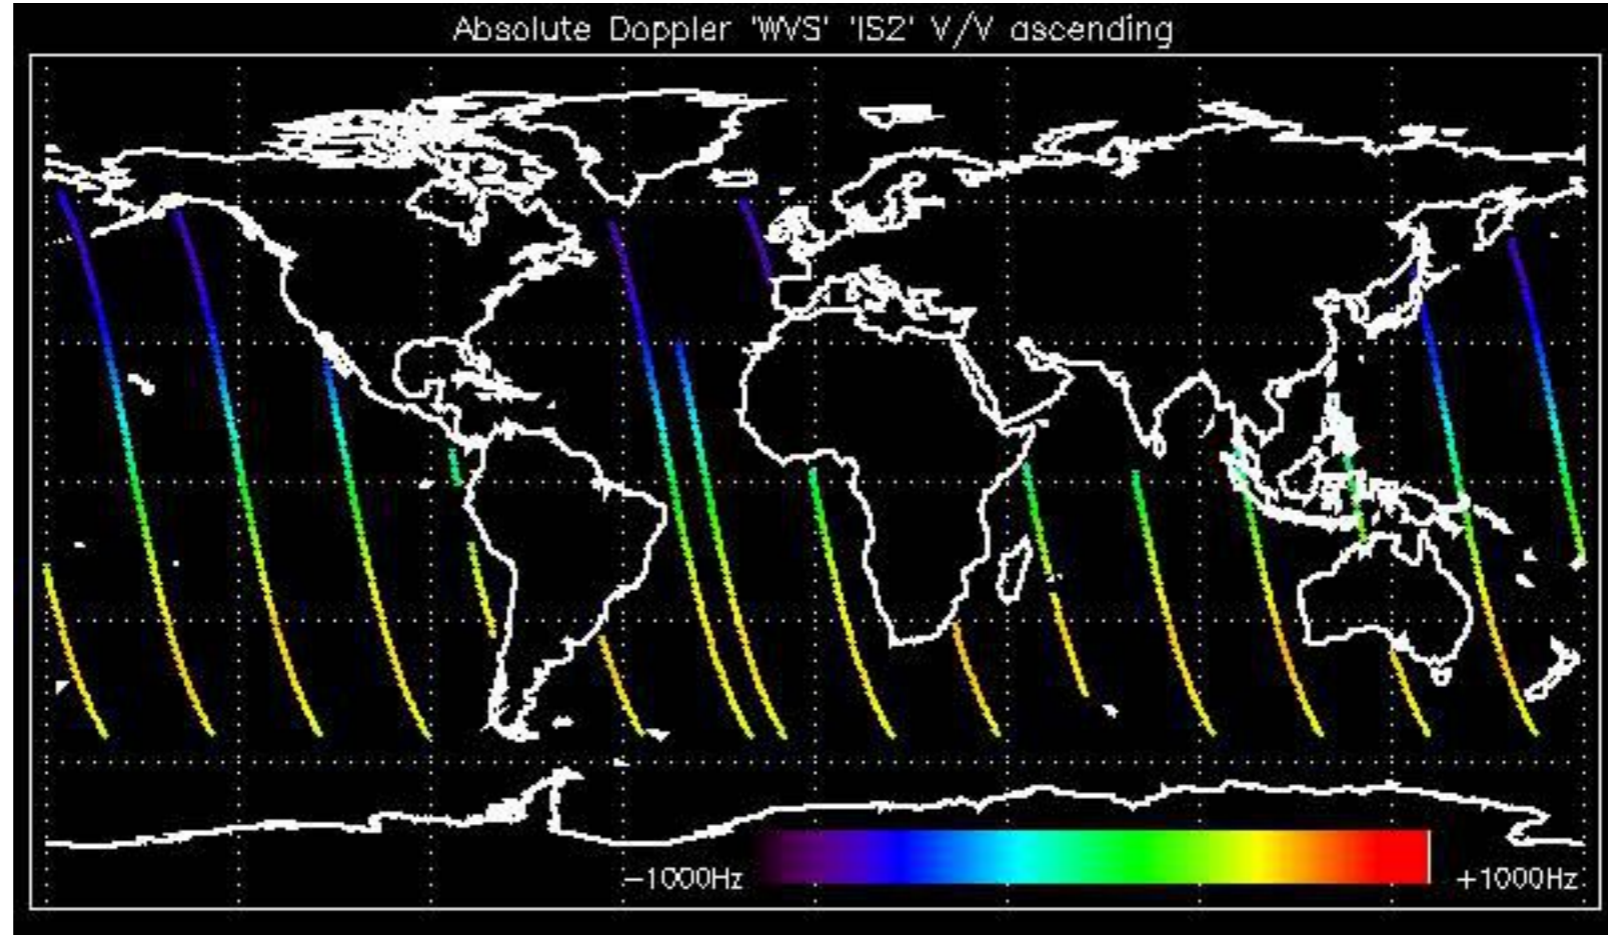 Absolute Doppler 'WVS' 'IS2' V/V ascending
-1000Hz +1000Hz